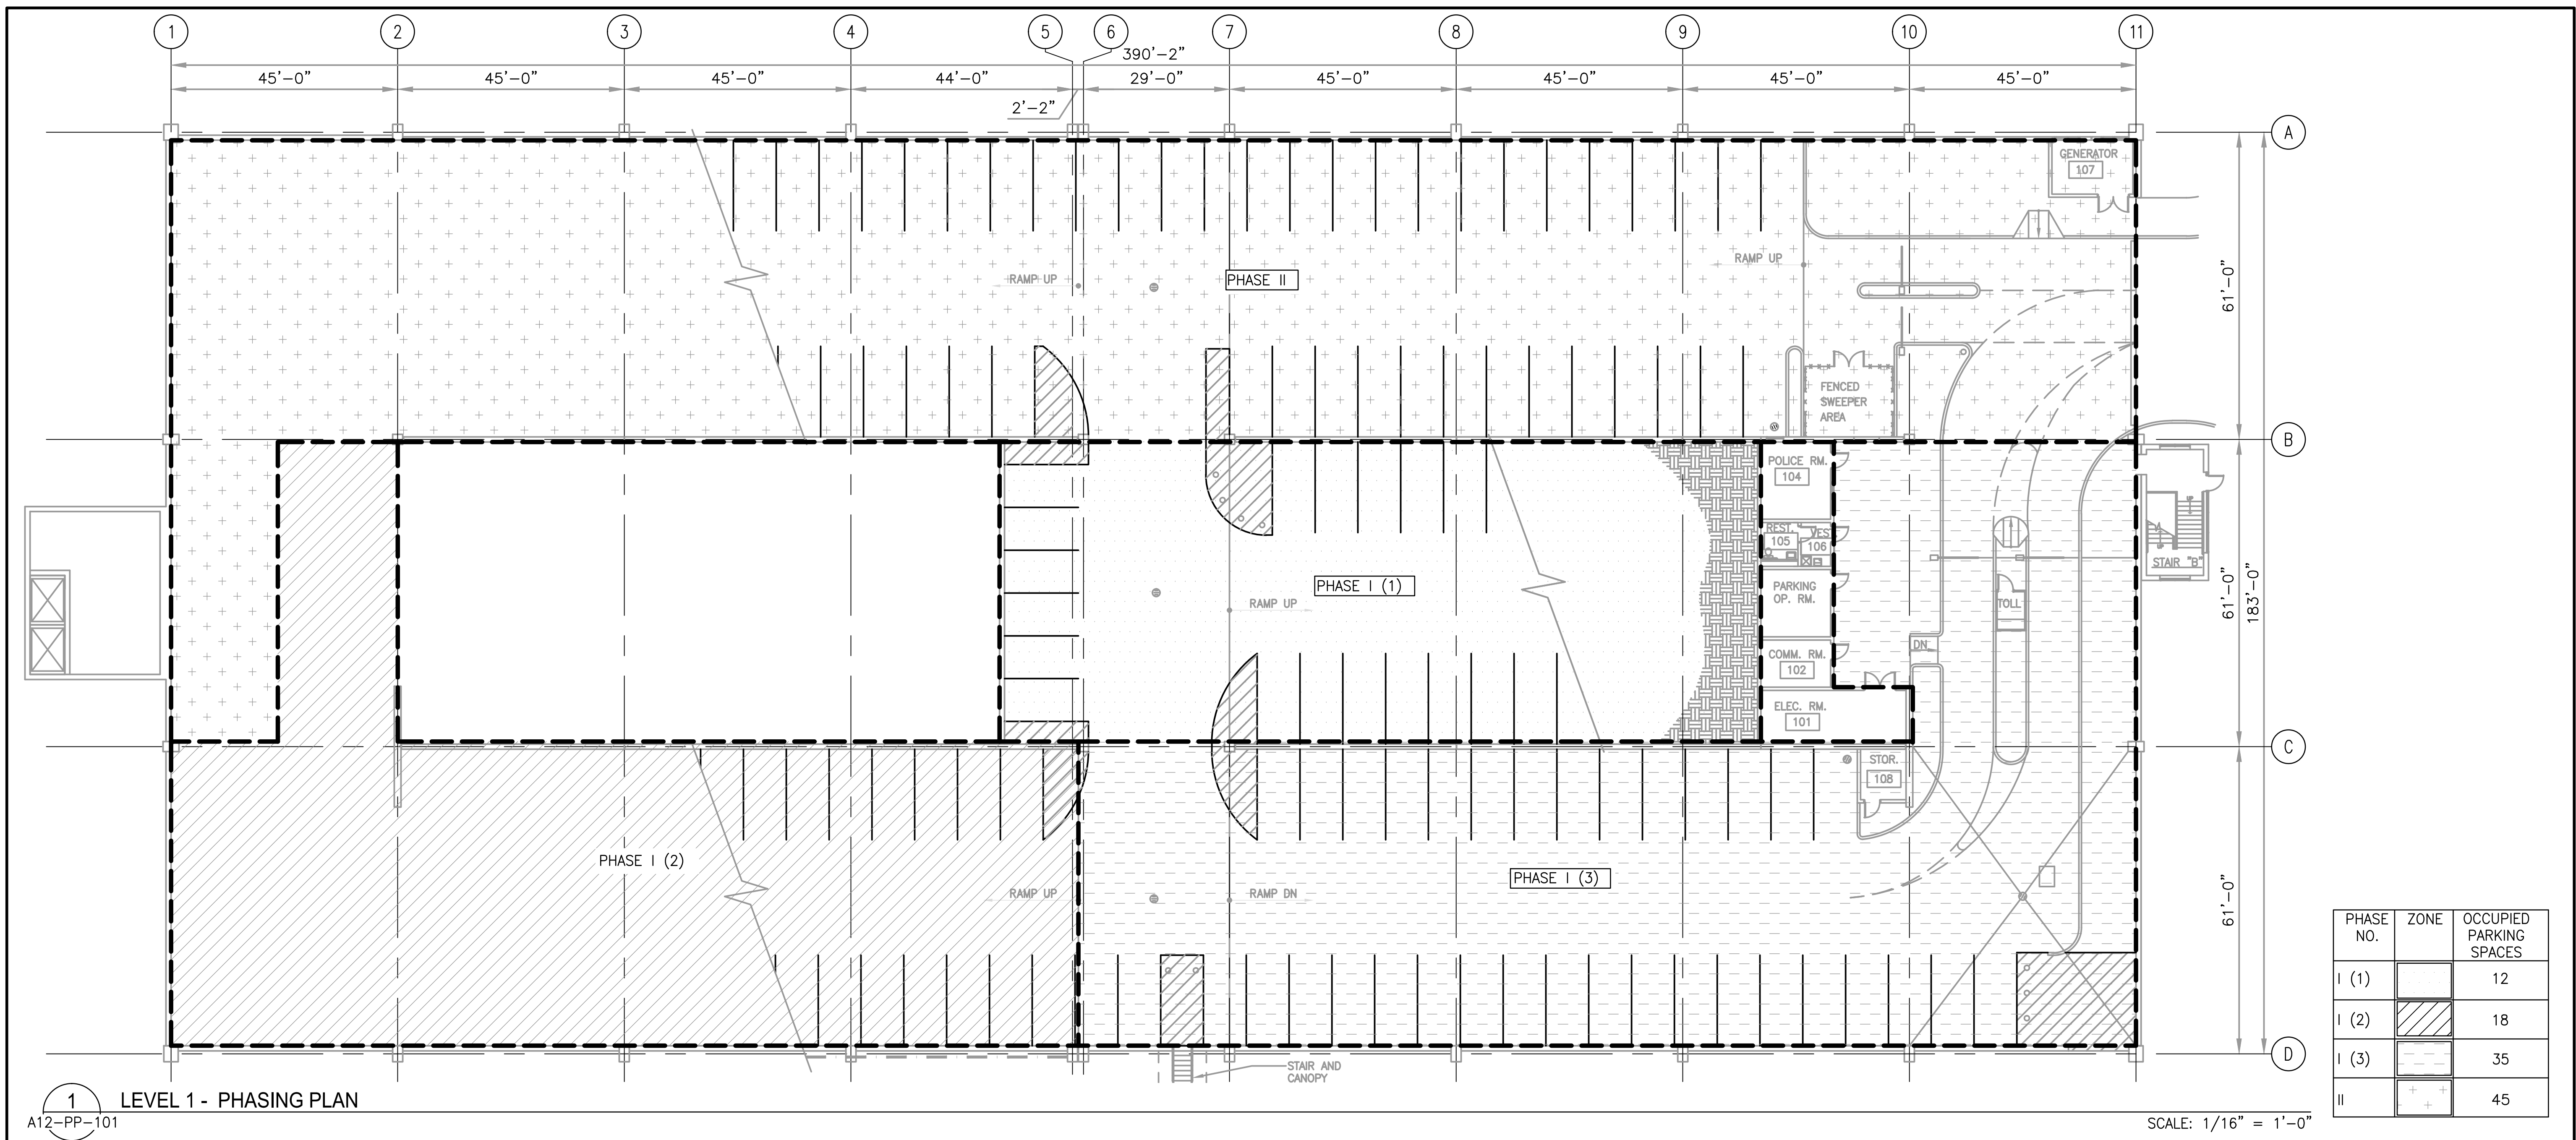 1 2 3 4 5 6 7 8 9 10 11
390'-2"
45'-0" 45'-0" 45'-0" 44'-0" 29'-0" 45'-0" 45'-0" 45'-0" 45'-0"
2'-2"
A
GENERATOR
107
RAMP UP
RAMP UP
PHASE II
61'-0"
FENCED
SWEEPER
AREA
B
POLICE RM.
104
REST.
105
VEST
106
UP
UP
STAIR "B"
PHASE I (1)
PARKING
OP. RM.
RAMP UP
TOLL
61'-0"
183'-0"
DN
COMM. RM.
102
ELEC. RM.
101
C
STOR.
108
PHASE I (2)
PHASE I (3)
RAMP UP
RAMP DN
61'-0"
D
STAIR AND
CANOPY
PHASE NO. ZONE OCCUPIED PARKING SPACES
I (1) 12
I (2) 18
I (3) 35
II 45
1 LEVEL 1 - PHASING PLAN
A12-PP-101
SCALE: 1/16" = 1'-0"